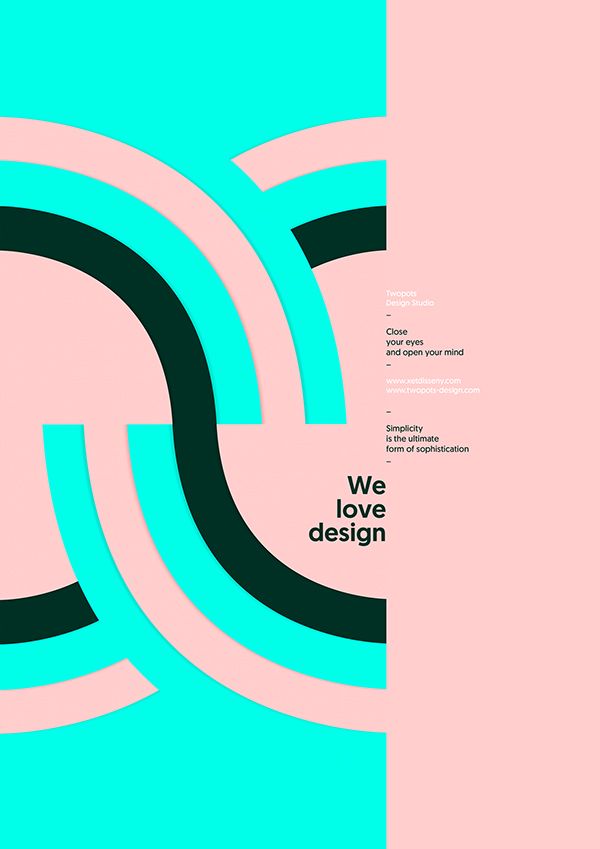 Twopots
Design Studio
–
Close
your eyes
and open your mind
–
www.xetdisseny.com
www.twopots-design.com
–
Simplicity
is the ultimate
form of sophistication
–
We
love
design